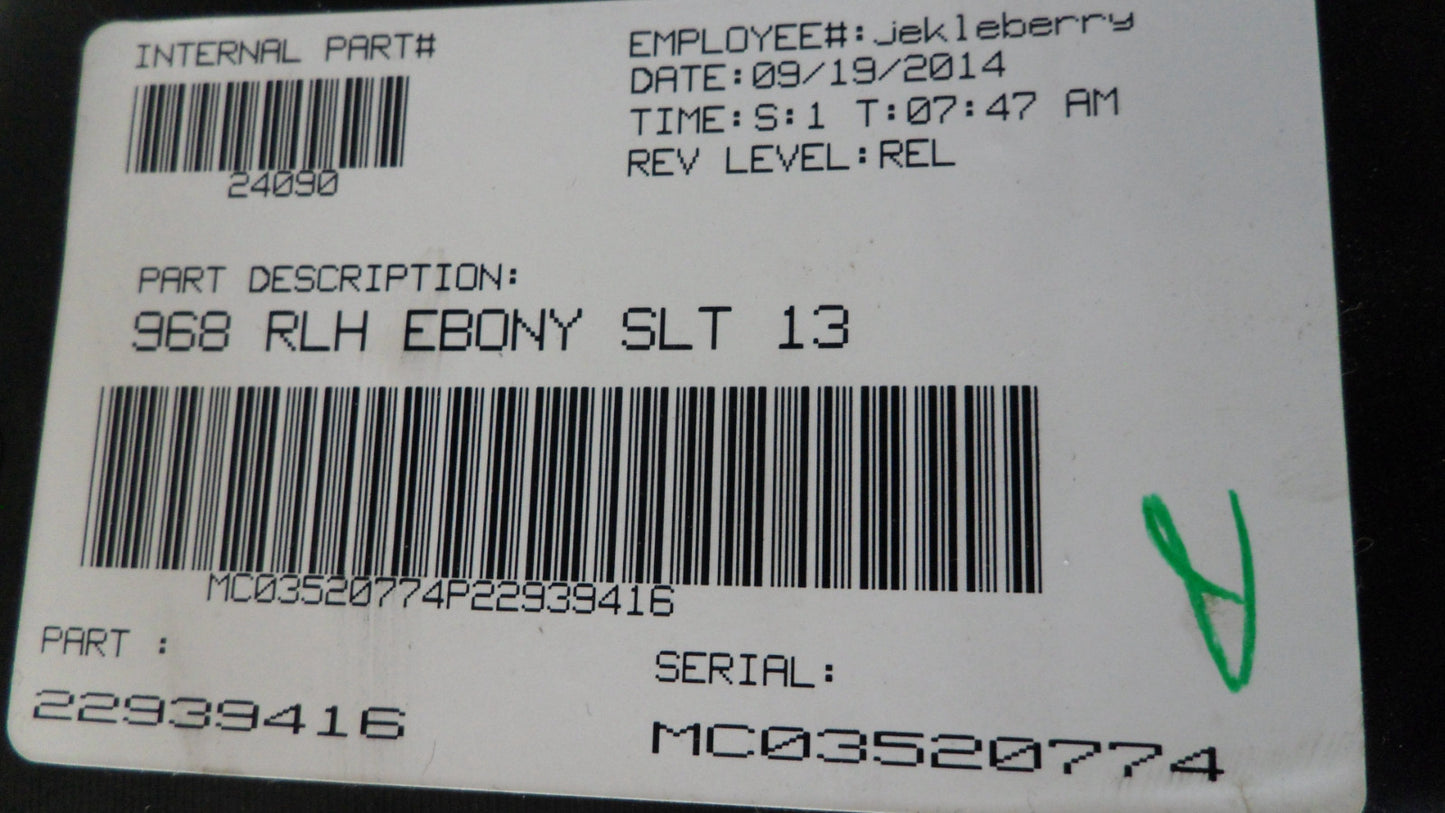 INTERNAL PART#
24090
EMPLOYEE#:jekleberry
DATE:09/19/2014
TIME:S:1 T:07:47 AM
REV LEVEL:REL
PART DESCRIPTION:
968 RLH EBONY SLT 13
MC03520774P22939416
PART :
22939416
SERIAL:
MC03520774